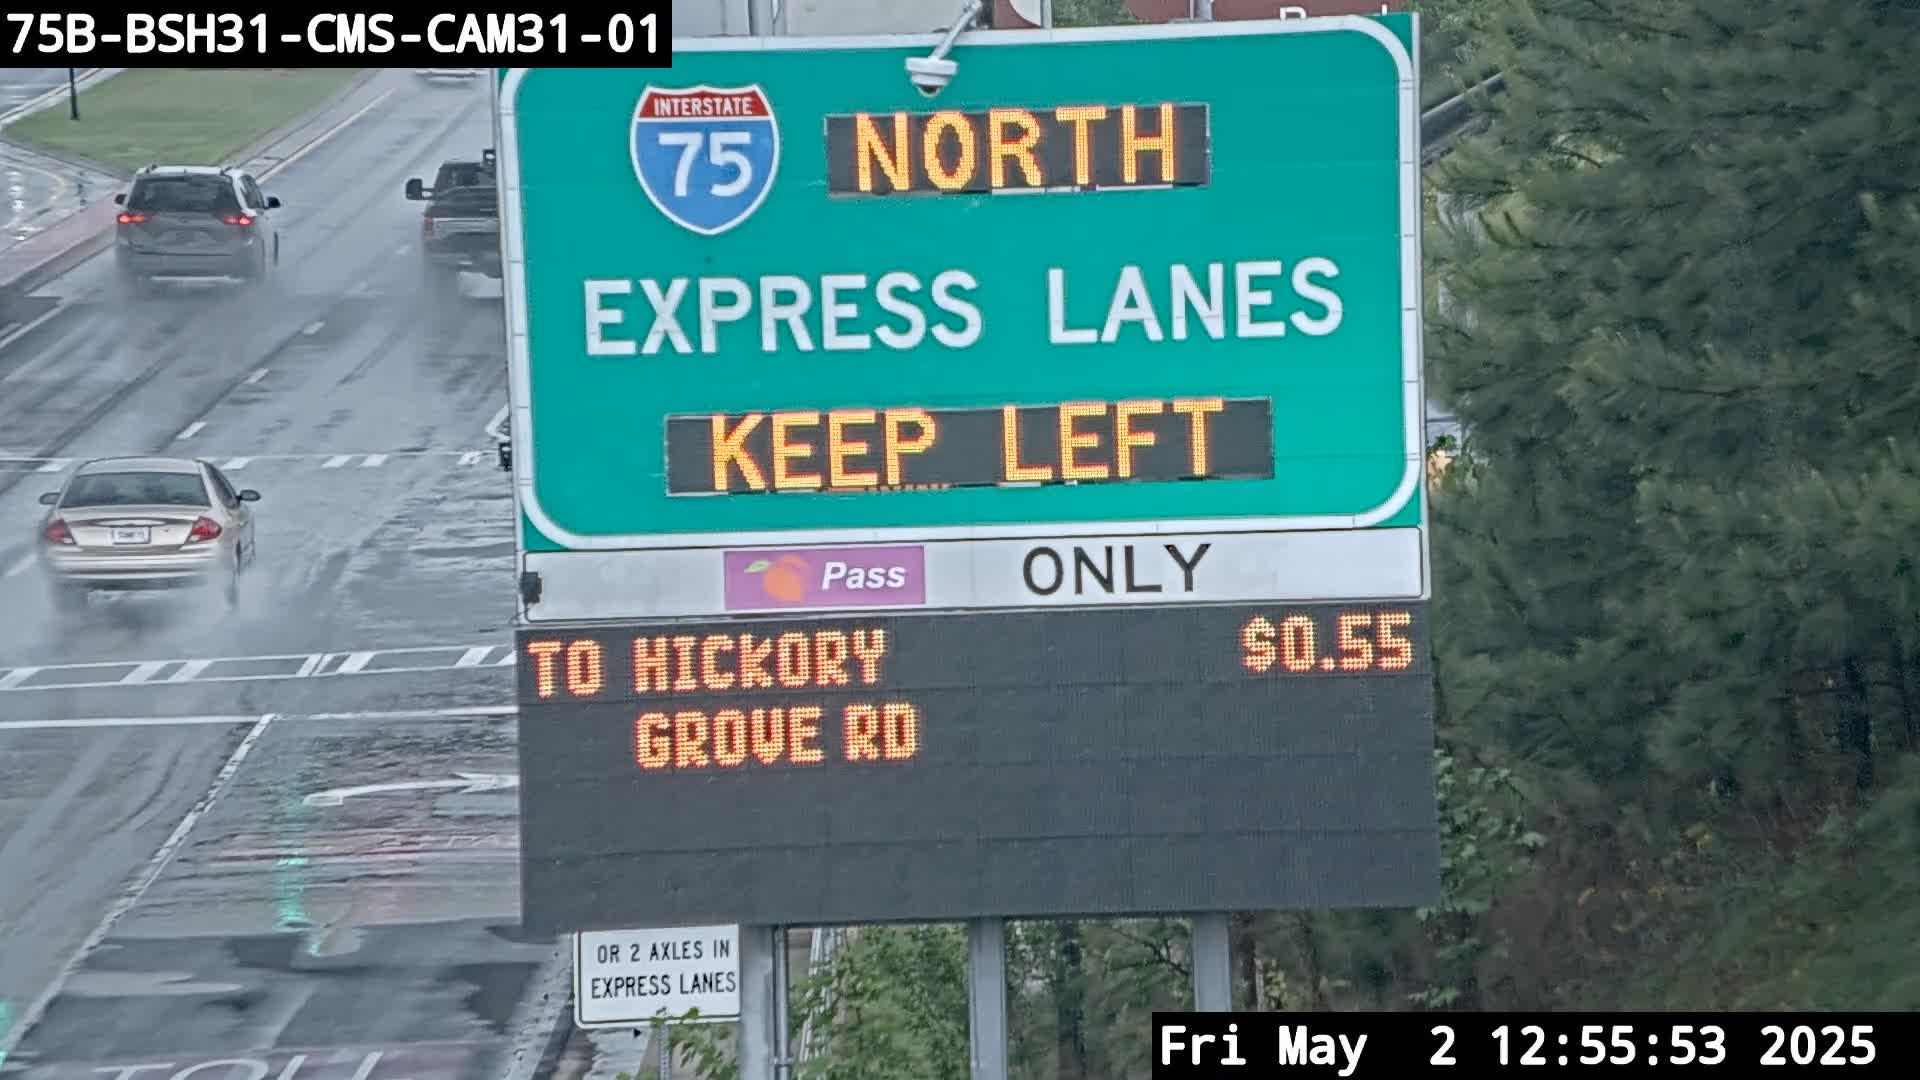 75B-BSH31-CMS-CAM31-01
INTERSTATE
75
NORTH
EXPRESS LANES
KEEP LEFT
Pass
ONLY
TO HICKORY $0.55
GROVE RD
OR 2 AXLES IN
EXPRESS LANES
TOLL
Fri May 2 12:55:53 2025